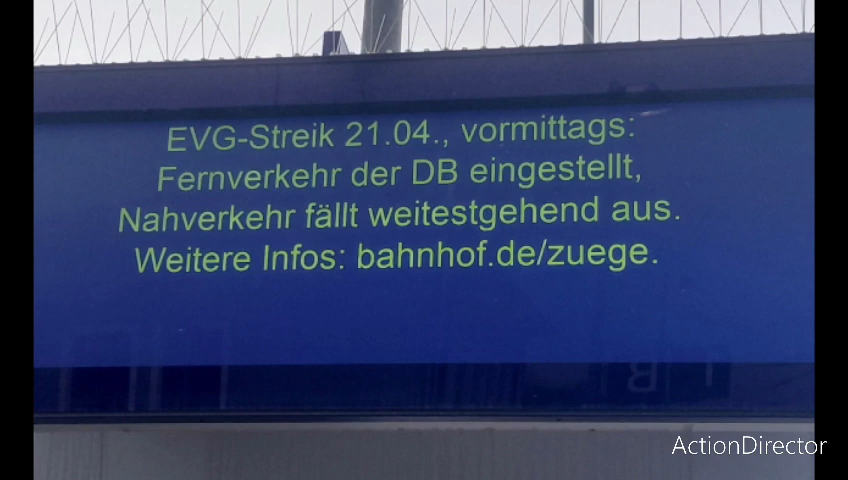 EVG-Streik 21.04., vormittags:
Fernverkehr der DB eingestellt,
Nahverkehr fällt weitestgehend aus.
Weitere Infos: bahnhof.de/zuege.
ActionDirector